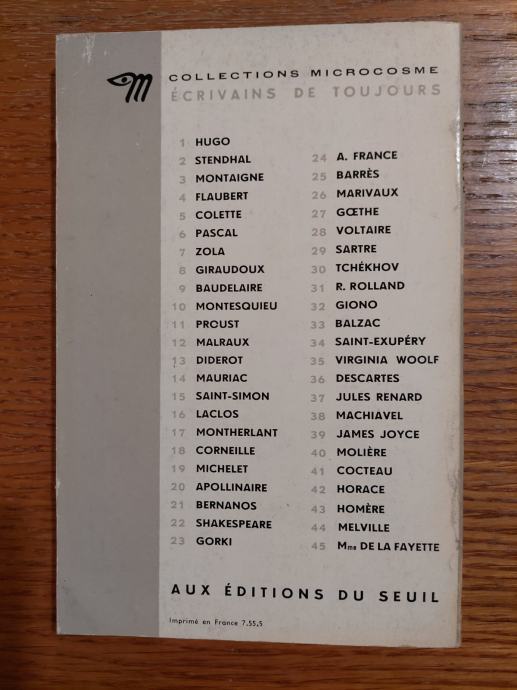 COLLECTIONS MICROCOSME
ÉCRIVAINS DE TOUJOURS
1 HUGO
2 STENDHAL
3 MONTAIGNE
4 FLAUBERT
5 COLETTE
6 PASCAL
7 ZOLA
8 GIRAUDOUX
9 BAUDELAIRE
10 MONTESQUIEU
11 PROUST
12 MALRAUX
13 DIDEROT
14 MAURIAC
15 SAINT-SIMON
16 LACLOS
17 MONTHERLANT
18 CORNEILLE
19 MICHELET
20 APOLLINAIRE
21 BERNANOS
22 SHAKESPEARE
23 GORKI
24 A. FRANCE
25 BARRÈS
26 MARIVAUX
27 GŒTHE
28 VOLTAIRE
29 SARTRE
30 TCHÉKHOV
31 R. ROLLAND
32 GIONO
33 BALZAC
34 SAINT-EXUPÉRY
35 VIRGINIA WOOLF
36 DESCARTES
37 JULES RENARD
38 MACHIAVEL
39 JAMES JOYCE
40 MOLIÈRE
41 COCTEAU
42 HORACE
43 HOMÈRE
44 MELVILLE
45 Mme DE LA FAYETTE
AUX ÉDITIONS DU SEUIL
Imprimé en France 7.55.5